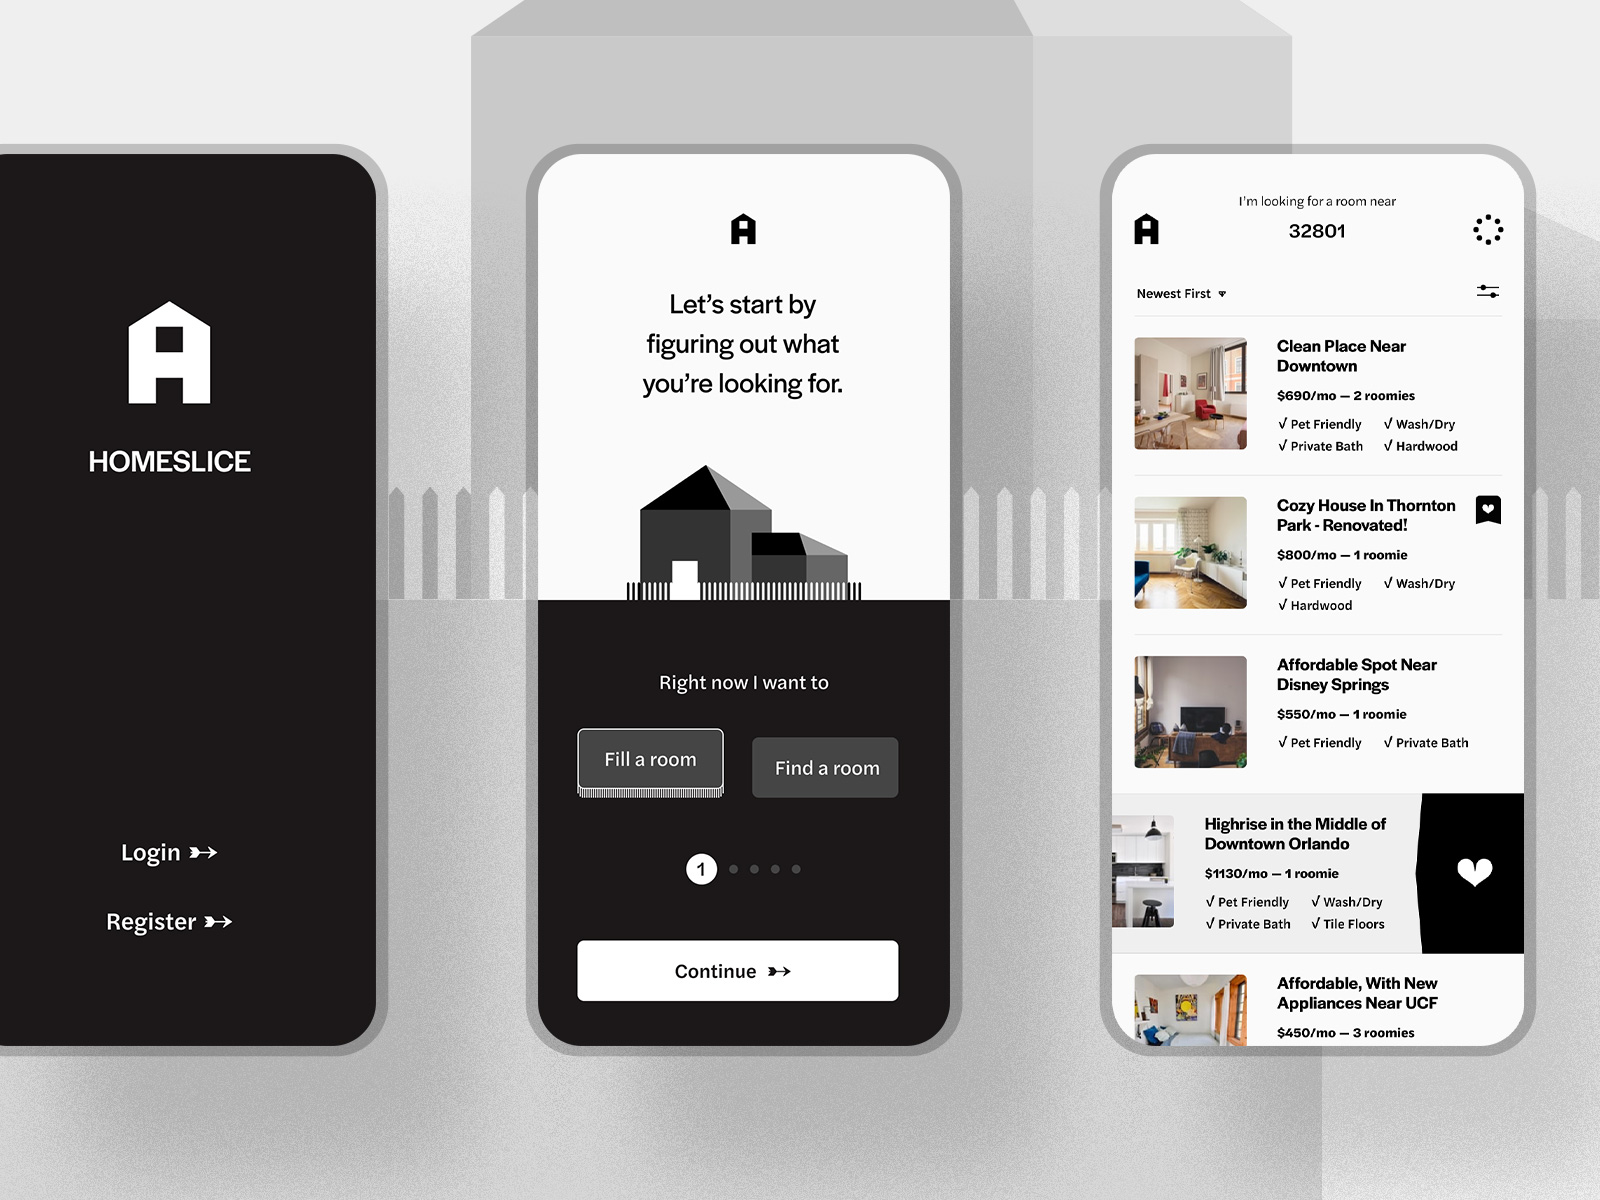 HOMESLICE
Login
Register
Let’s start by
figuring out what
you’re looking for.
Right now I want to
Fill a room
Find a room
1
Continue
I’m looking for a room near
32801
Newest First
Clean Place Near
Downtown
$690/mo — 2 roomies
√ Pet Friendly √ Wash/Dry
√ Private Bath √ Hardwood
Cozy House In Thornton
Park - Renovated!
$800/mo — 1 roomie
√ Pet Friendly √ Wash/Dry
√ Hardwood
Affordable Spot Near
Disney Springs
$550/mo — 1 roomie
√ Pet Friendly √ Private Bath
Highrise in the Middle of
Downtown Orlando
$1130/mo — 1 roomie
√ Pet Friendly √ Wash/Dry
√ Private Bath √ Tile Floors
Affordable, With New
Appliances Near UCF
$450/mo — 3 roomies